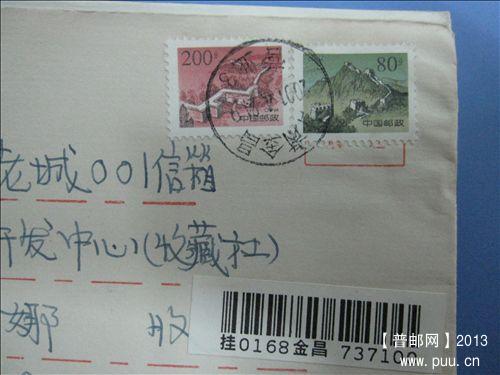 200分
80分
中国邮政
中国邮政
2001
花城001信箱
开发中心(收藏社)
娜 收
挂0168金昌 737100
【普邮网】2013
www.puu.cn